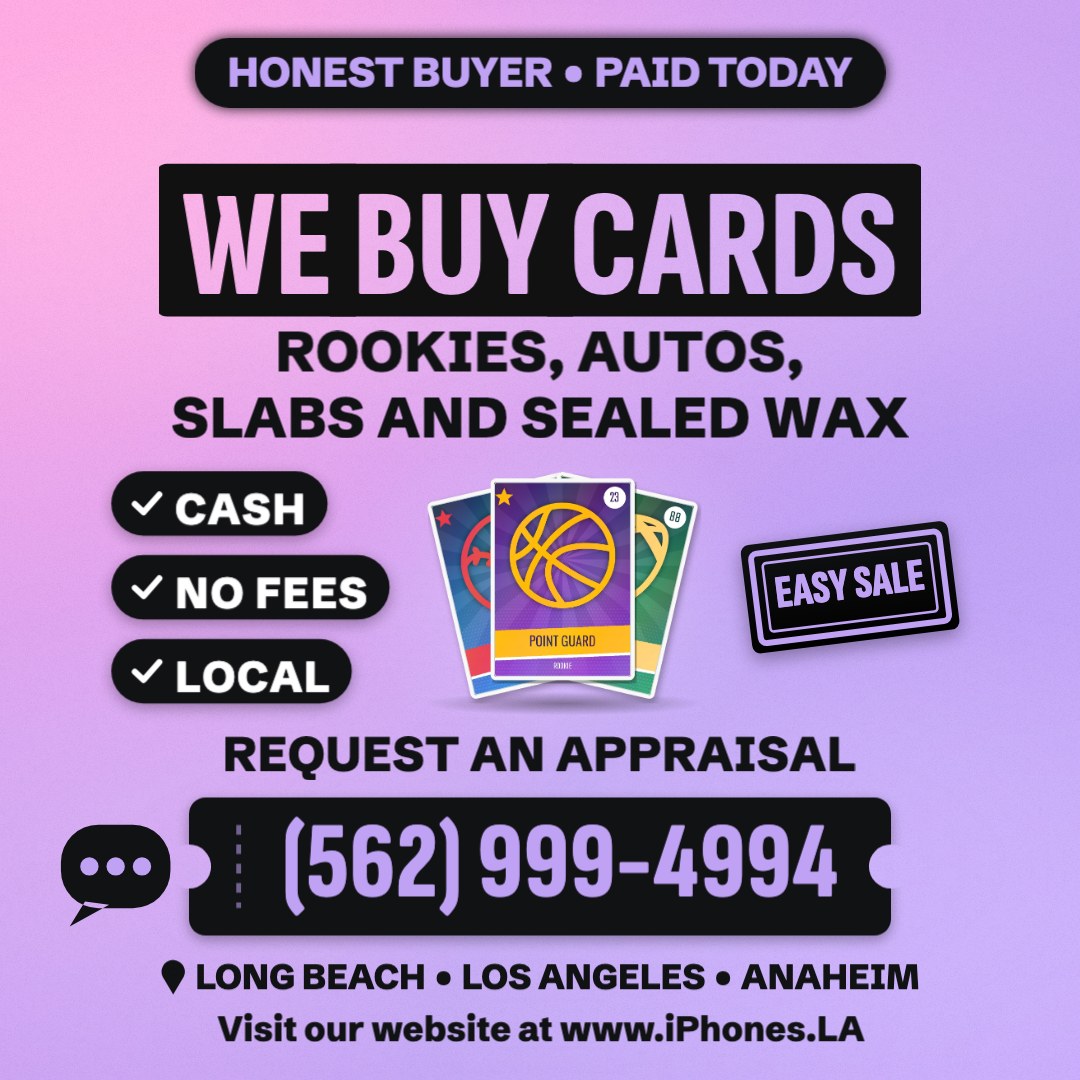 HONEST BUYER • PAID TODAY
WE BUY CARDS
ROOKIES, AUTOS,
SLABS AND SEALED WAX
CASH
NO FEES
LOCAL
23
88
POINT GUARD
ROOKIE
EASY SALE
REQUEST AN APPRAISAL
(562) 999-4994
LONG BEACH • LOS ANGELES • ANAHEIM
Visit our website at www.iPhones.LA